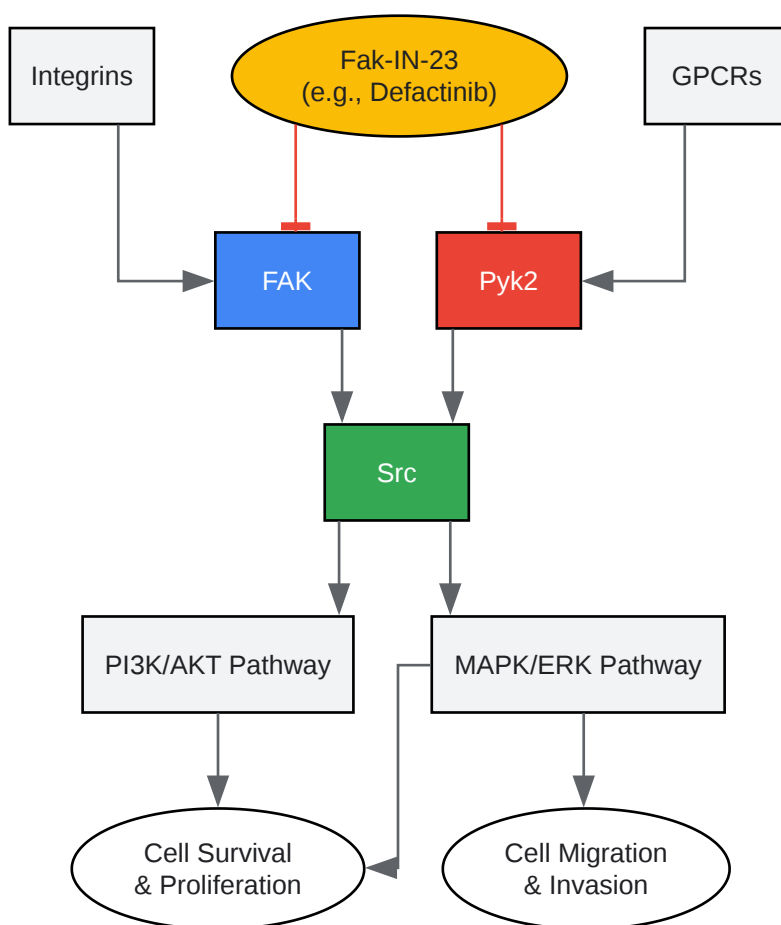 Integrins
Fak-IN-23
(e.g., Defactinib)
GPCRs
FAK
Pyk2
Src
PI3K/AKT Pathway
MAPK/ERK Pathway
Cell Survival
& Proliferation
Cell Migration
& Invasion